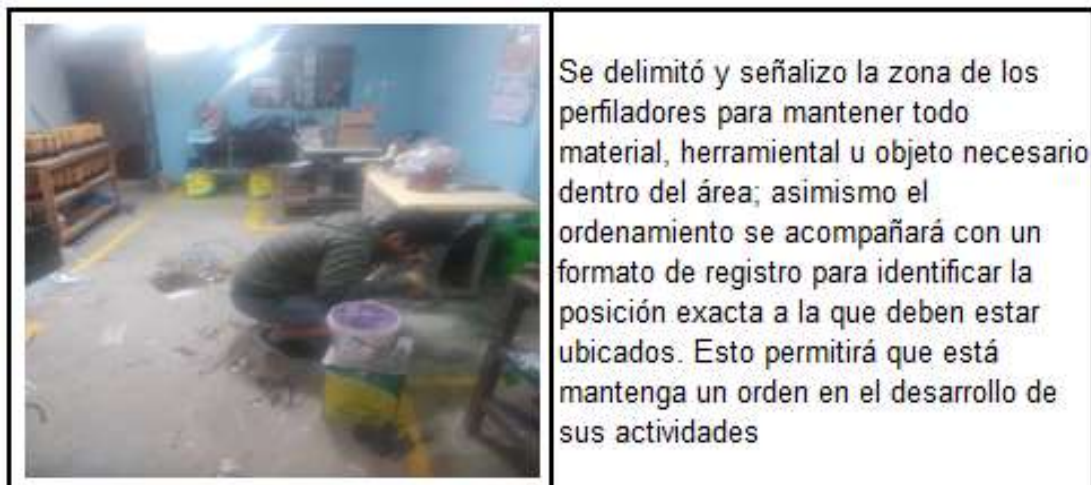 Se delimitó y señalizo la zona de los
perfiladores para mantener todo
material, herramiental u objeto necesario
dentro del área; asimismo el
ordenamiento se acompañará con un
formato de registro para identificar la
posición exacta a la que deben estar
ubicados. Esto permitirá que está
mantenga un orden en el desarrollo de
sus actividades